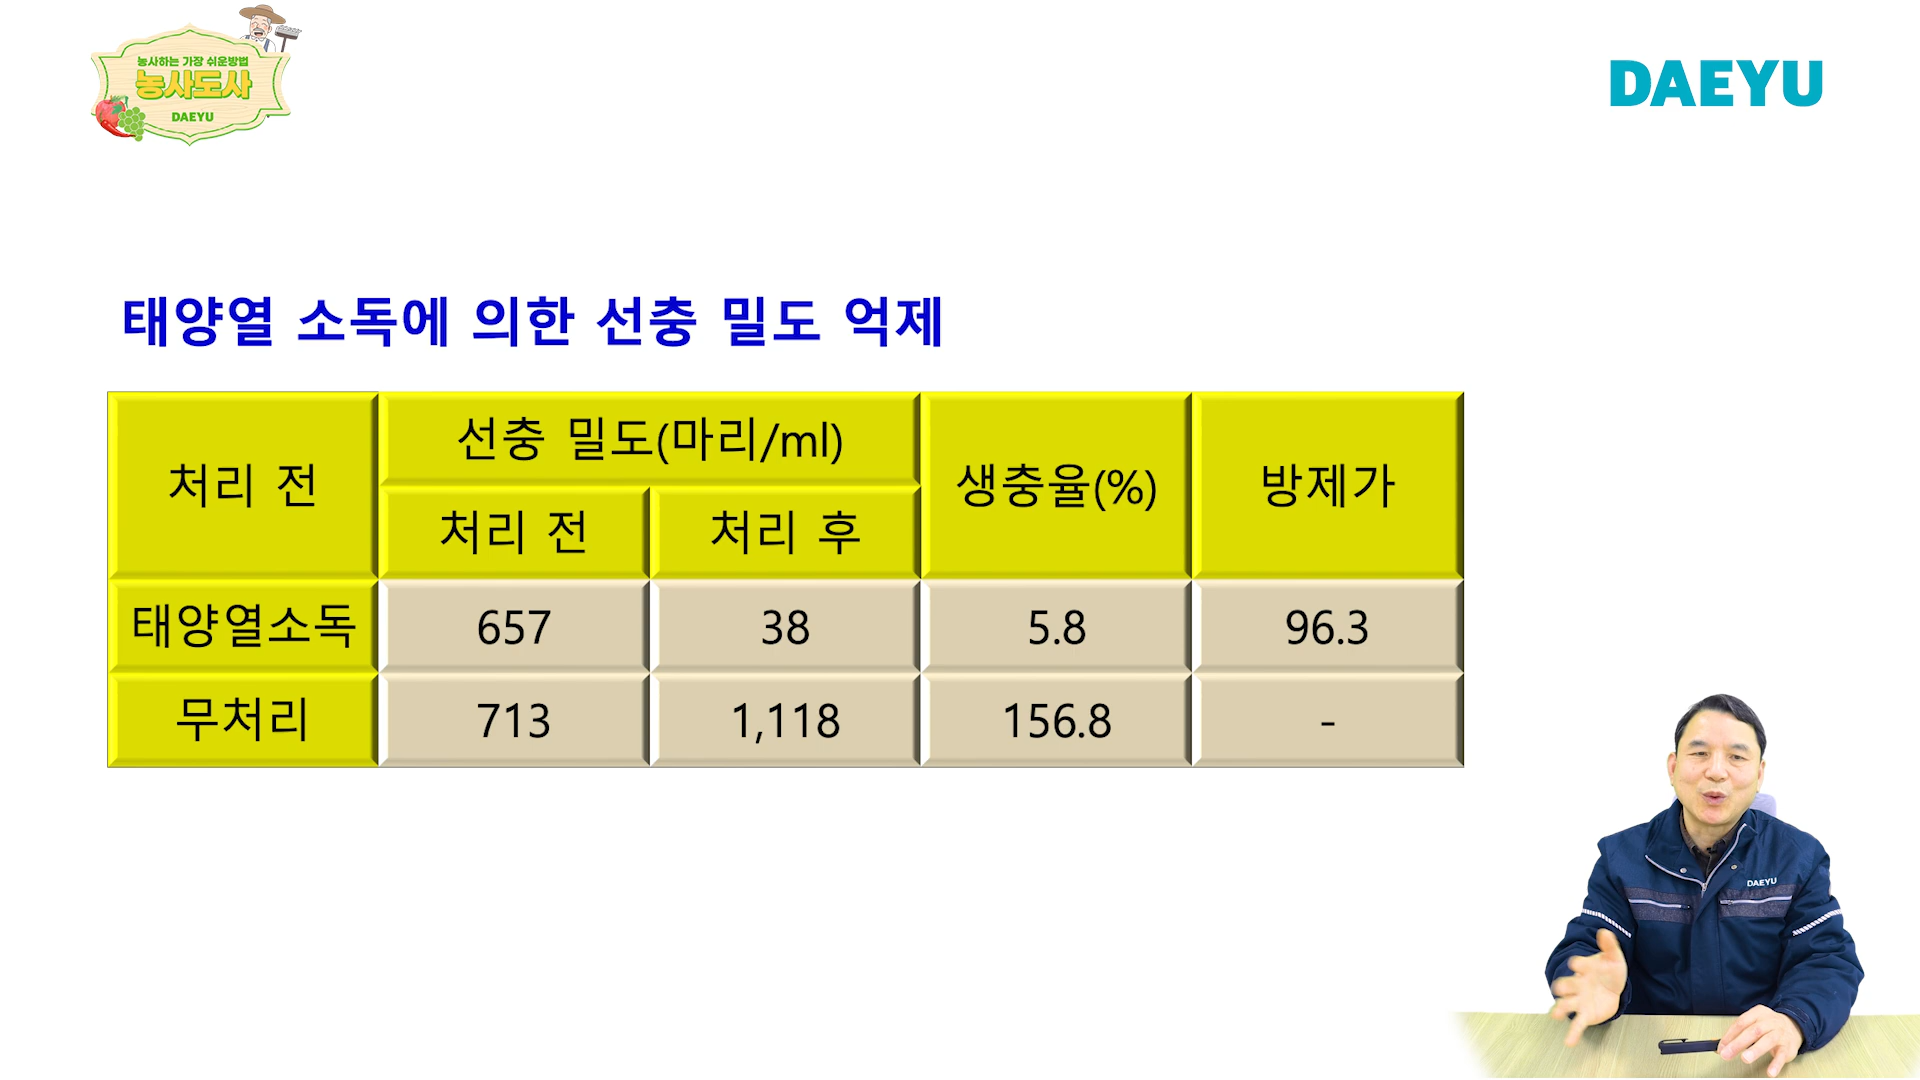 농사하는 가장 쉬운방법
농사도사
DAEYU
DAEYU
태양열 소독에 의한 선충 밀도 억제
처리 전 선충 밀도(마리/ml) 생충율(%) 방제가
처리 전 처리 후
태양열소독 657 38 5.8 96.3
무처리 713 1,118 156.8 -
DAEYU